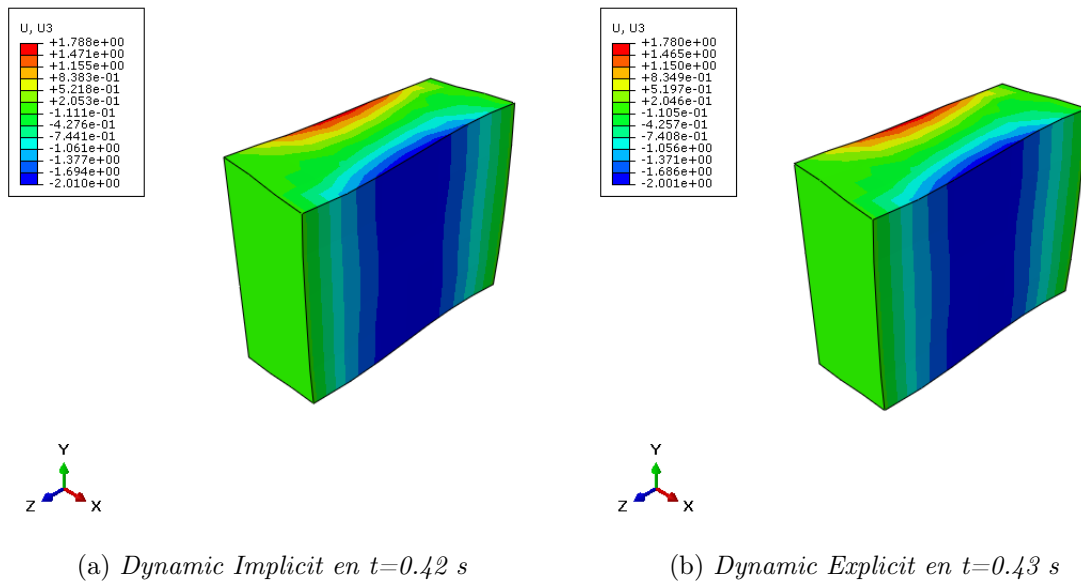 U, U3
+1.788e+00
+1.471e+00
+1.155e+00
+8.383e-01
+5.218e-01
+2.053e-01
-1.111e-01
-4.276e-01
-7.441e-01
-1.061e+00
-1.377e+00
-1.694e+00
-2.010e+00
Y
Z
X
(a) Dynamic Implicit en t=0.42 s
U, U3
+1.780e+00
+1.465e+00
+1.150e+00
+8.349e-01
+5.197e-01
+2.046e-01
-1.105e-01
-4.257e-01
-7.408e-01
-1.056e+00
-1.371e+00
-1.686e+00
-2.001e+00
Y
Z
X
(b) Dynamic Explicit en t=0.43 s